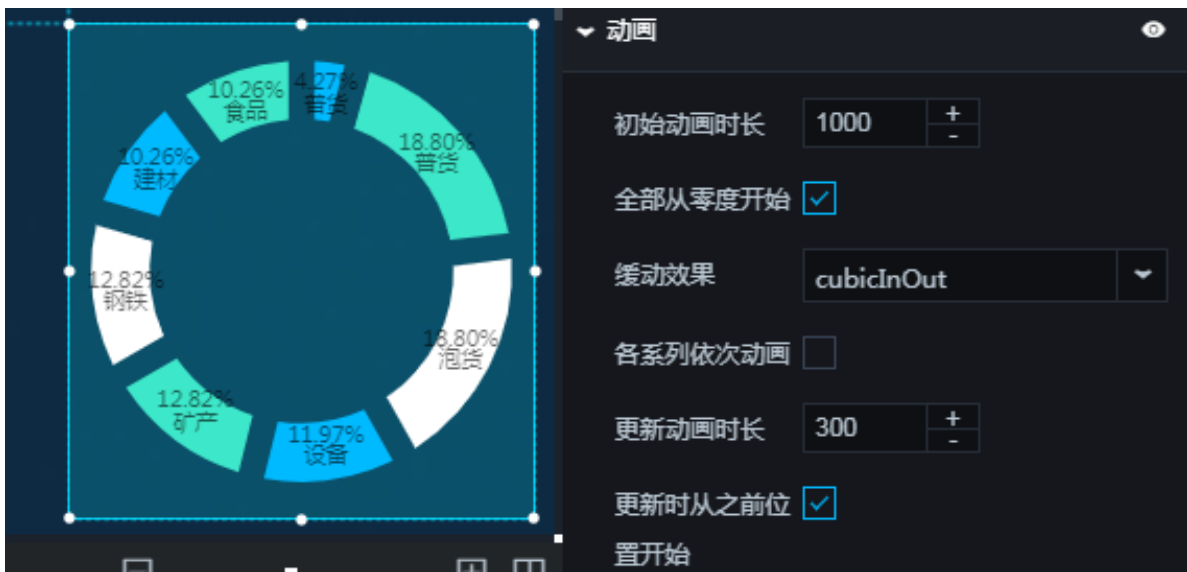 10.26%
食品
4.27%
普货
18.80%
普货
10.26%
建材
12.82%
钢铁
18.80%
泡货
12.82%
矿产
11.97%
设备
动画
初始动画时长 1000 + -
全部从零度开始
缓动效果 cubicInOut
各系列依次动画
更新动画时长 300 + -
更新时从之前位
置开始